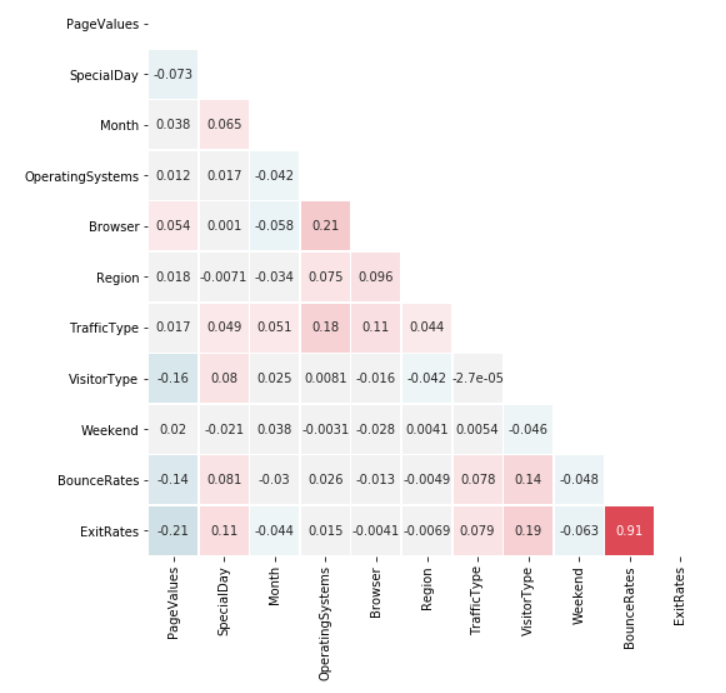 PageValues
SpecialDay -0.073
Month 0.038 0.065
OperatingSystems 0.012 0.017 -0.042
Browser 0.054 0.001 -0.058 0.21
Region 0.018 -0.0071 -0.034 0.075 0.096
TrafficType 0.017 0.049 0.051 0.18 0.11 0.044
VisitorType -0.16 0.08 0.025 0.0081 -0.016 -0.042 -2.7e-05
Weekend 0.02 -0.021 0.038 -0.0031 -0.028 0.0041 0.0054 -0.046
BounceRates -0.14 0.081 -0.03 0.026 -0.013 -0.0049 0.078 0.14 -0.048
ExitRates -0.21 0.11 -0.044 0.015 -0.0041 -0.0069 0.079 0.19 -0.063 0.91
PageValues SpecialDay Month OperatingSystems Browser Region TrafficType VisitorType Weekend BounceRates ExitRates